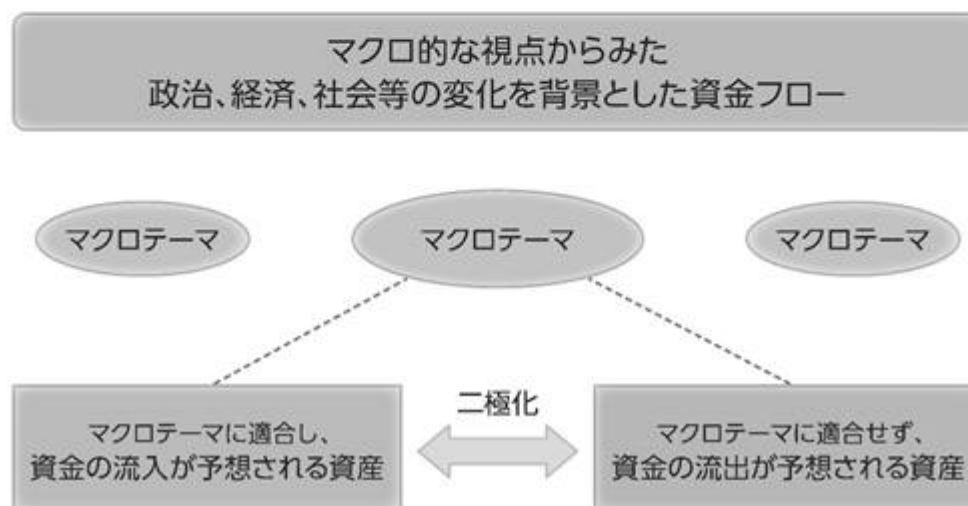 マクロ的な視点からみた
政治、経済、社会等の変化を背景とした資金フロー
マクロテーマ
マクロテーマ
マクロテーマ
二極化
マクロテーマに適合し、
資金の流入が予想される資産
マクロテーマに適合せず、
資金の流出が予想される資産